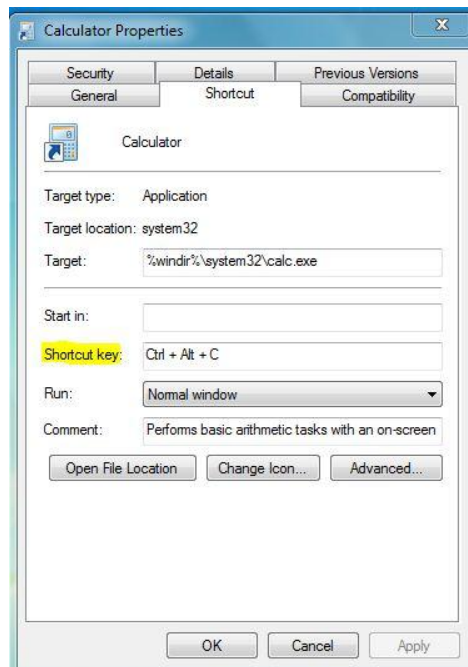 Calculator Properties
Security Details Previous Versions
General Shortcut Compatibility
Calculator
Target type: Application
Target location: system32
Target: %windir%\system32\calc.exe
Start in:
Shortcut key: Ctrl + Alt + C
Run: Normal window
Comment: Performs basic arithmetic tasks with an on-screen
Open File Location Change Icon... Advanced...
OK Cancel Apply